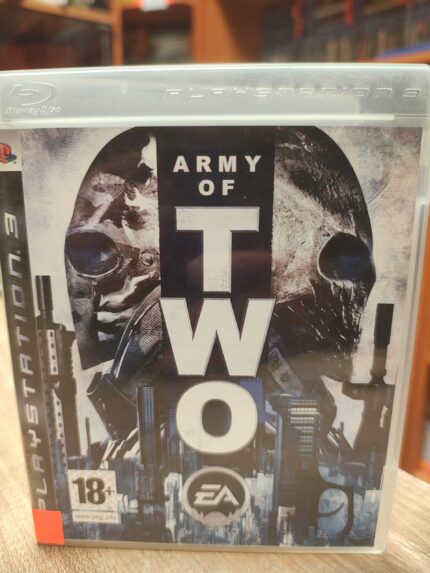 Blu-ray Disc
PLAYSTATION 3
PLAYSTATION 3
ARMY
OF
TWO
EA
18+
www.pegi.info